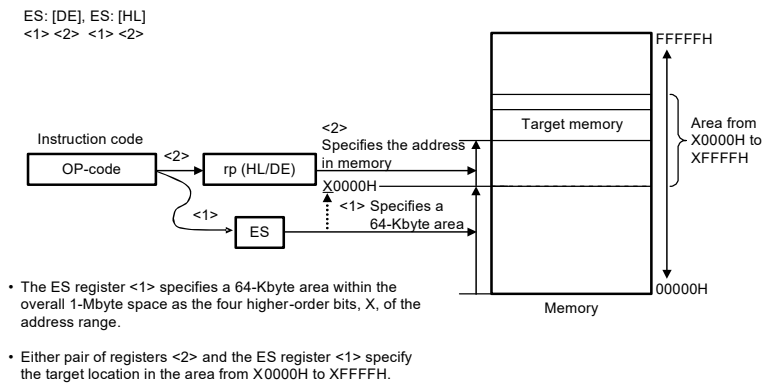 ES: [DE], ES: [HL]
<1> <2> <1> <2>
FFFFFH
Target memory
Area from
X0000H to
XFFFFH
Instruction code
OP-code
<2>
rp (HL/DE)
<2>
Specifies the address
in memory
X0000H
<1>
ES
<1> Specifies a
64-Kbyte area
00000H
Memory
• The ES register <1> specifies a 64-Kbyte area within the
overall 1-Mbyte space as the four higher-order bits, X, of the
address range.
• Either pair of registers <2> and the ES register <1> specify
the target location in the area from X0000H to XFFFFH.